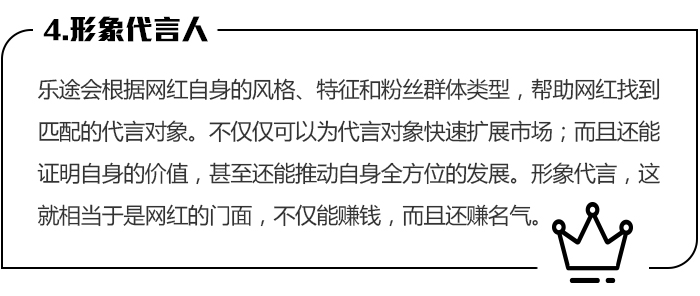 4.形象代言人
乐途会根据网红自身的风格、特征和粉丝群体类型，帮助网红找到
匹配的代言对象。不仅仅可以为代言对象快速扩展市场；而且还能
证明自身的价值，甚至还能推动自身全方位的发展。形象代言，这
就相当于是网红的门面，不仅能赚钱，而且还赚名气。